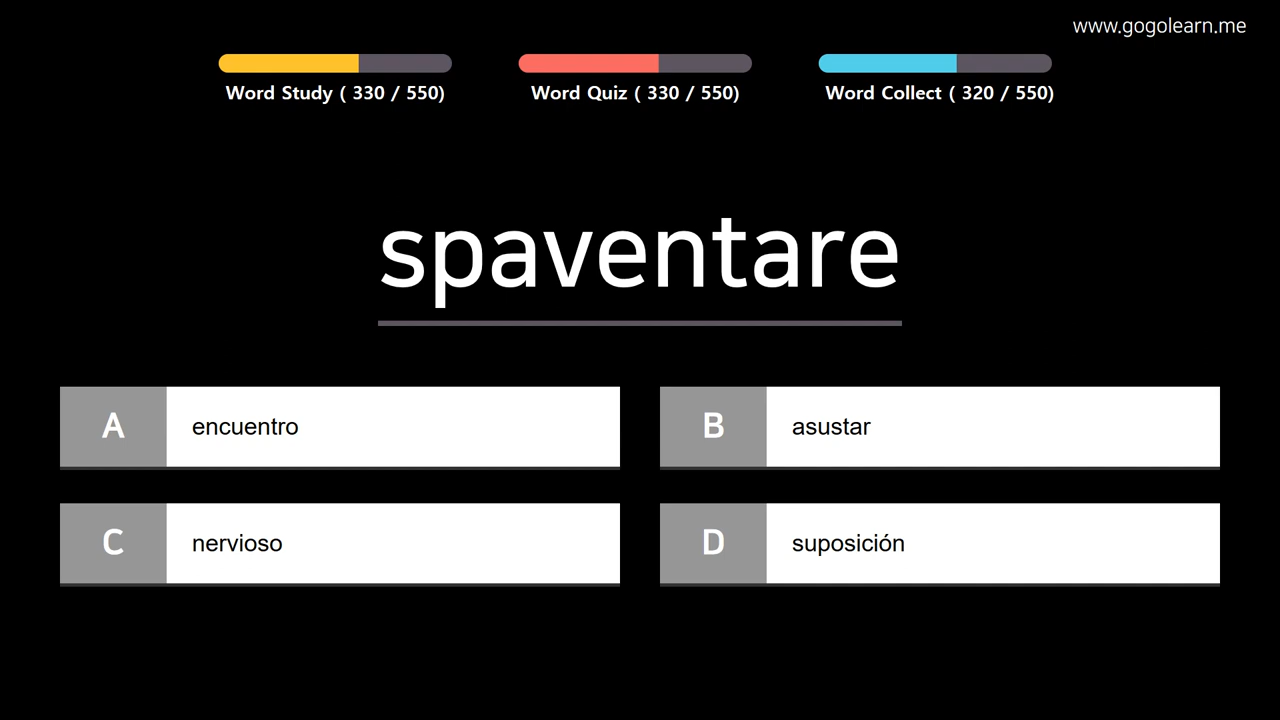 www.gogolearn.me
Word Study ( 330 / 550)
Word Quiz ( 330 / 550)
Word Collect ( 320 / 550)
spaventare
A encuentro
B asustar
C nervioso
D suposición